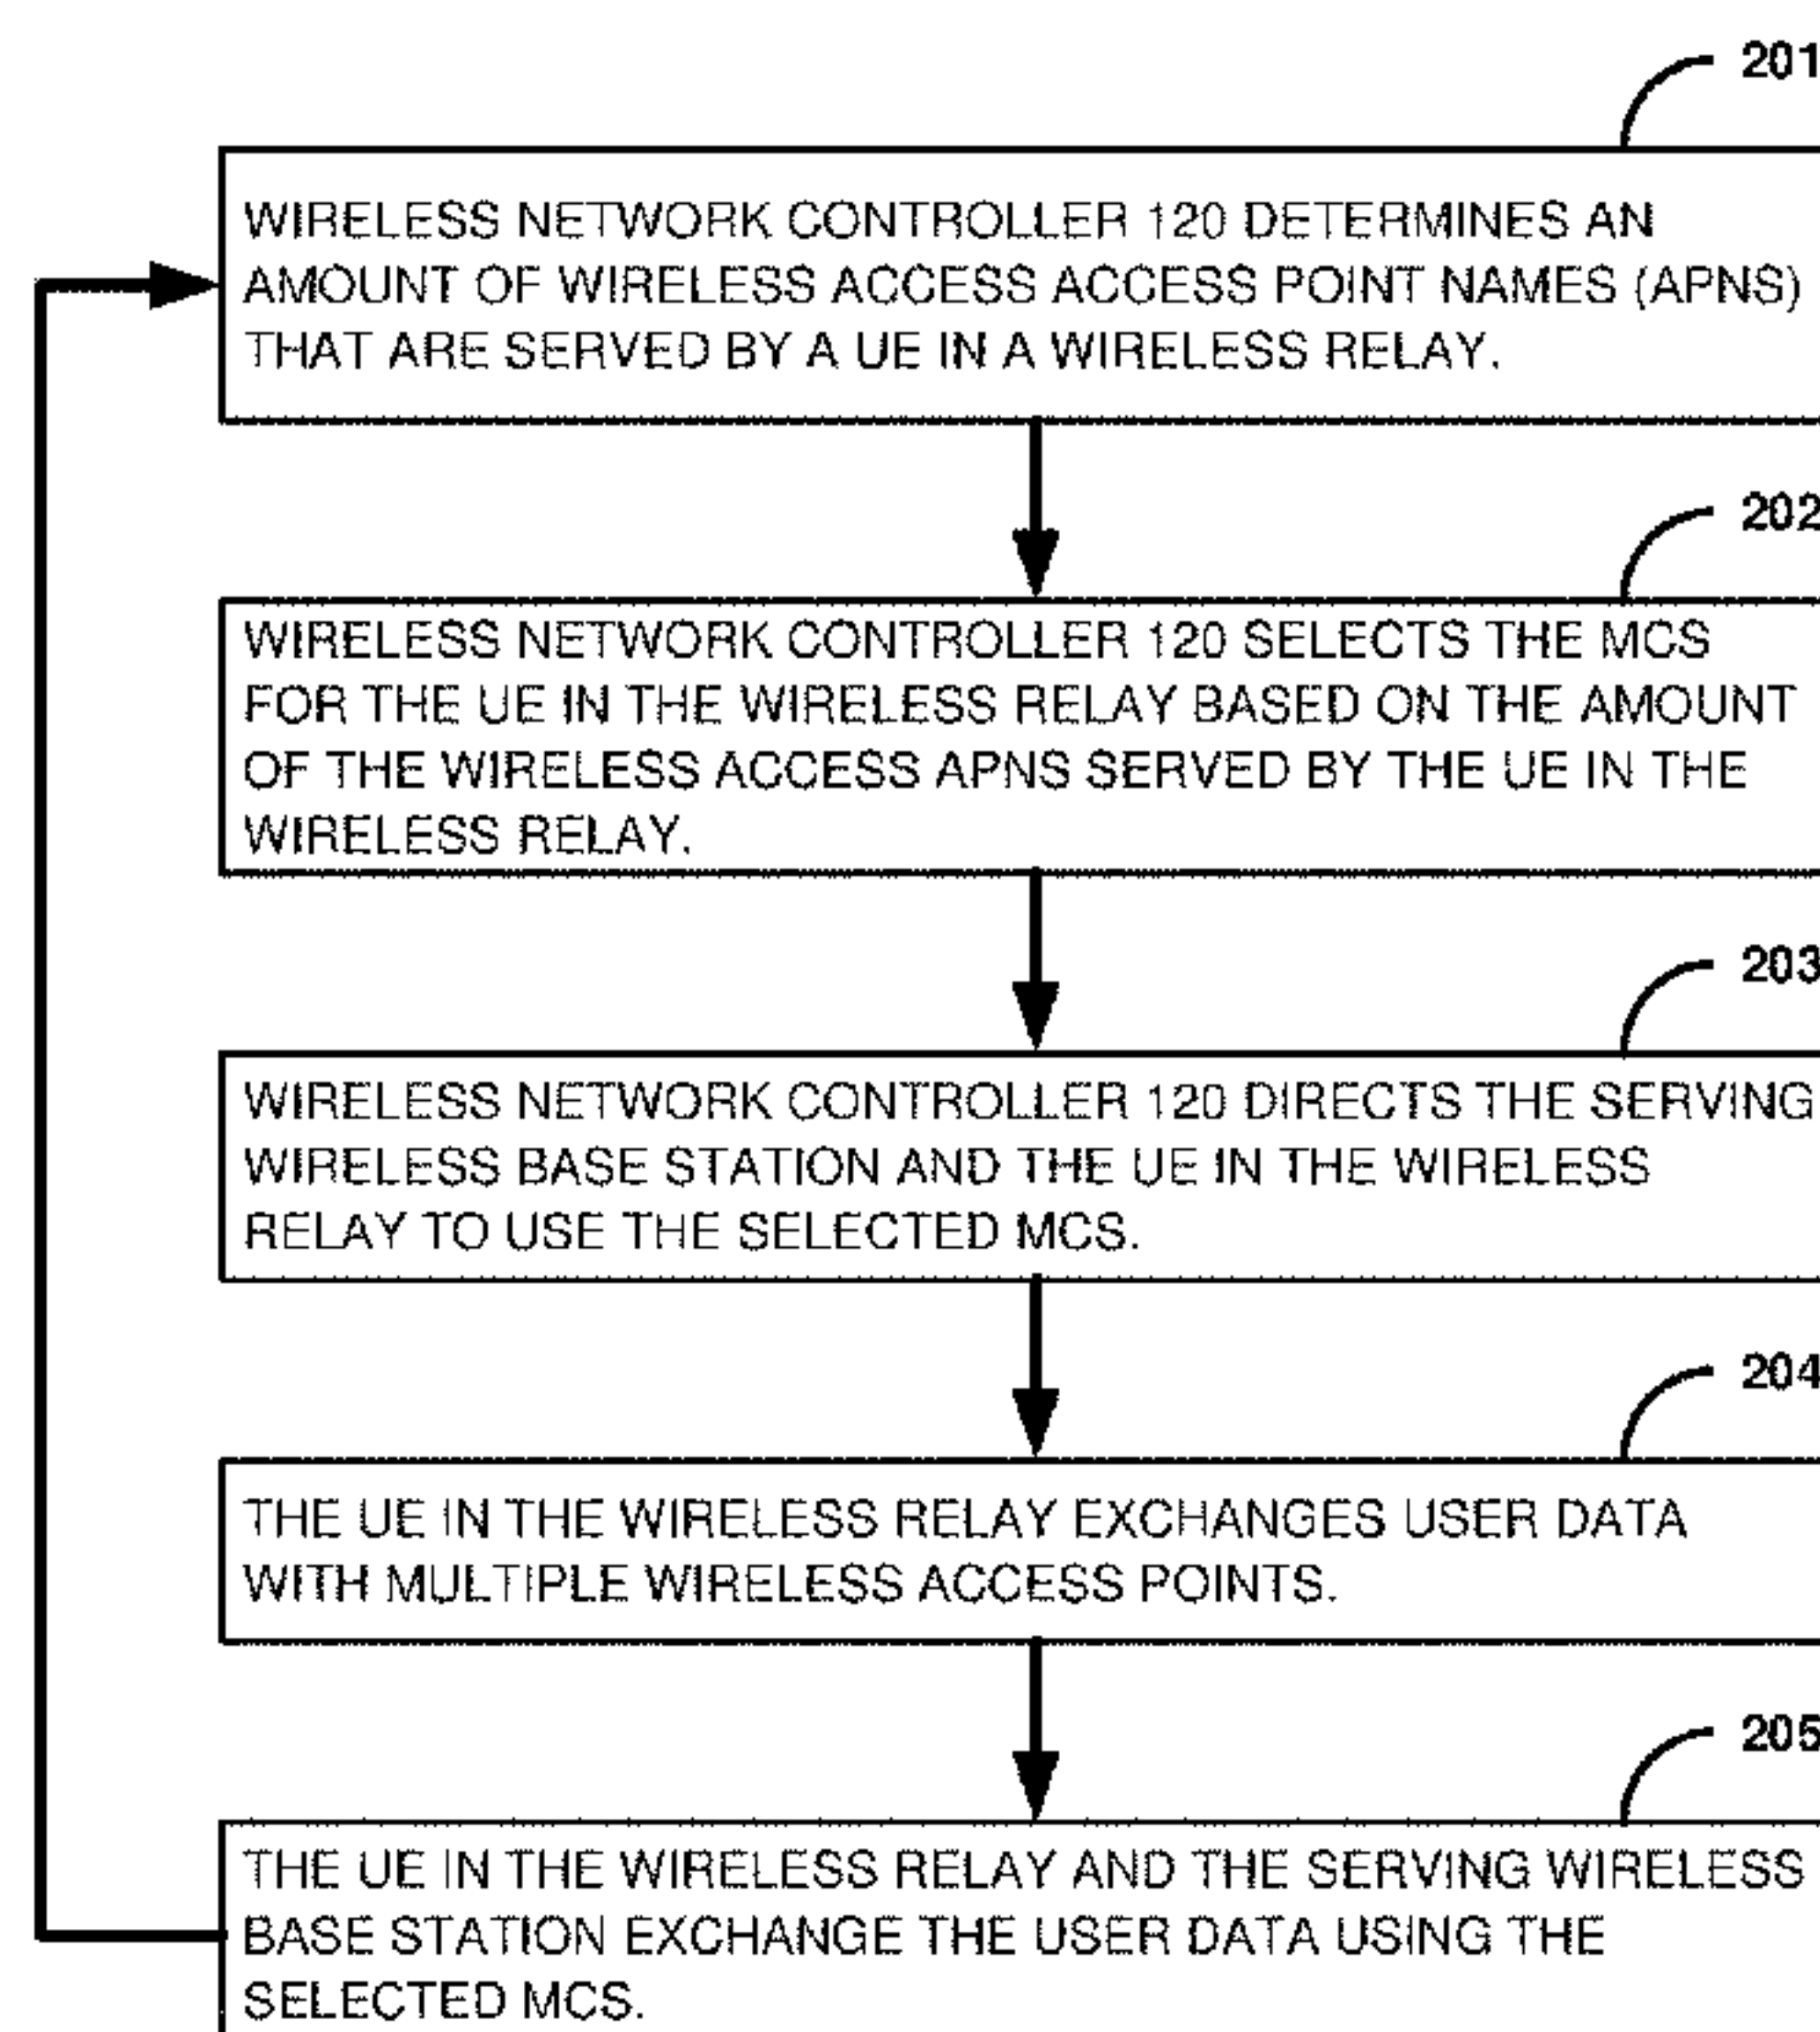 201
WIRELESS NETWORK CONTROLLER 120 DETERMINES AN
AMOUNT OF WIRELESS ACCESS ACCESS POINT NAMES (APNS)
THAT ARE SERVED BY A UE IN A WIRELESS RELAY.
202
WIRELESS NETWORK CONTROLLER 120 SELECTS THE MCS
FOR THE UE IN THE WIRELESS RELAY BASED ON THE AMOUNT
OF THE WIRELESS ACCESS APNS SERVED BY THE UE IN THE
WIRELESS RELAY.
203
WIRELESS NETWORK CONTROLLER 120 DIRECTS THE SERVING
WIRELESS BASE STATION AND THE UE IN THE WIRELESS
RELAY TO USE THE SELECTED MCS.
204
THE UE IN THE WIRELESS RELAY EXCHANGES USER DATA
WITH MULTIPLE WIRELESS ACCESS POINTS.
205
THE UE IN THE WIRELESS RELAY AND THE SERVING WIRELESS
BASE STATION EXCHANGE THE USER DATA USING THE
SELECTED MCS.